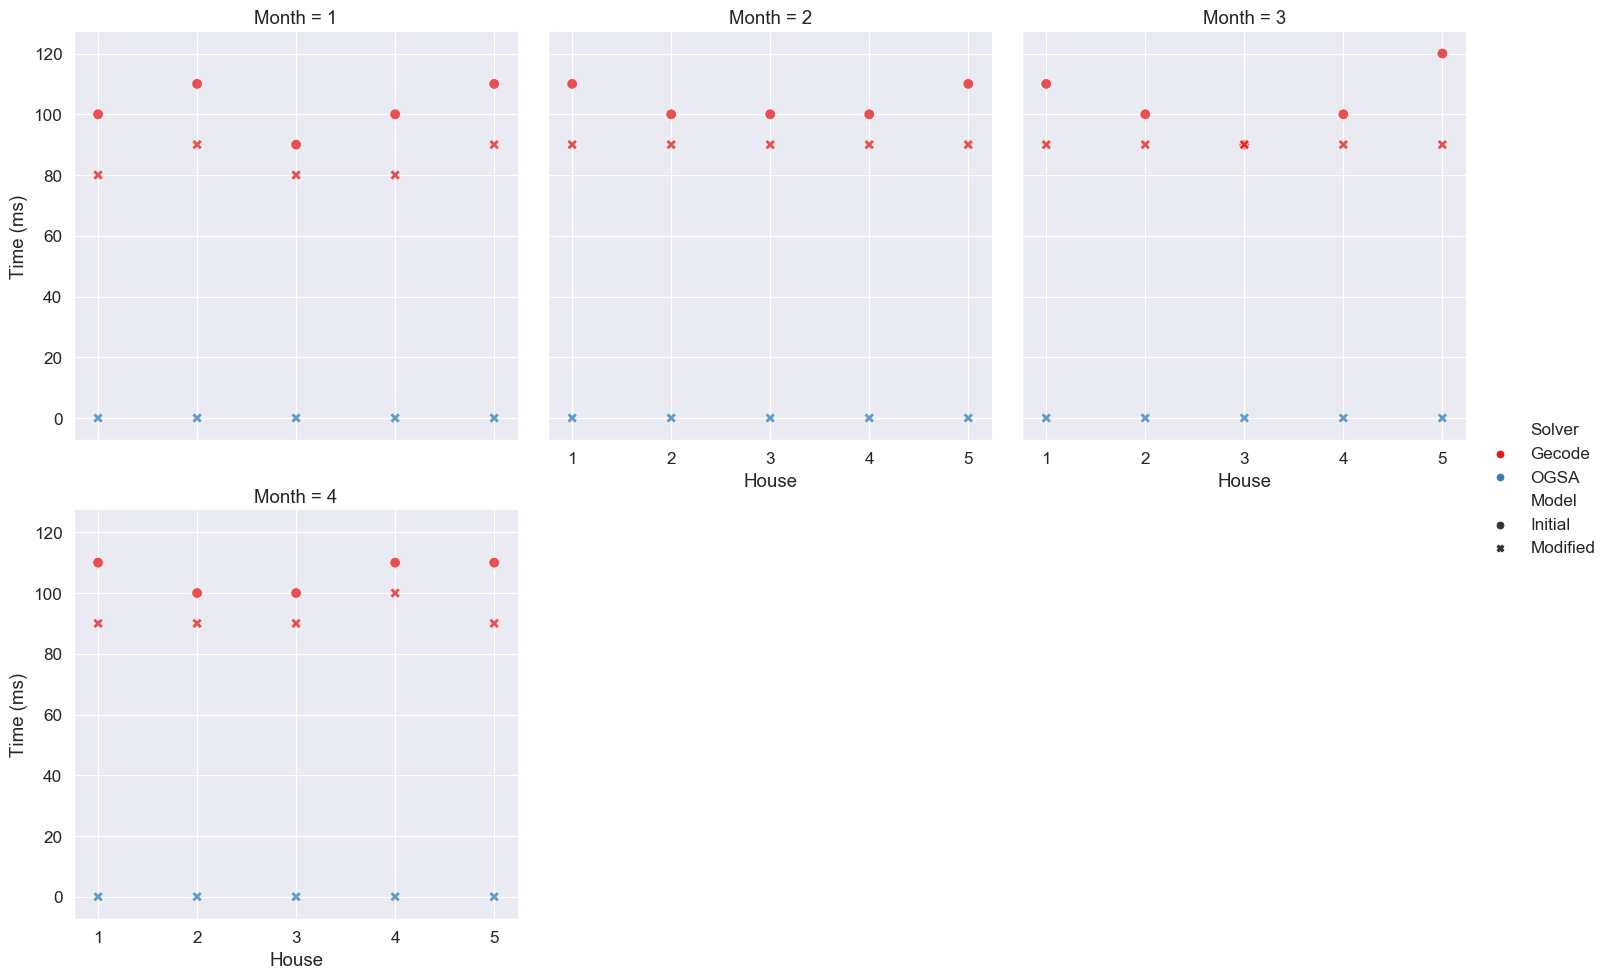 Month = 1
Month = 2
Month = 3
120
100
80
60
40
20
0
Time (ms)
1 2 3 4 5
House
1 2 3 4 5
House
Month = 4
120
100
80
60
40
20
0
Time (ms)
1 2 3 4 5
House
Solver
Gecode
OGSA
Model
Initial
Modified